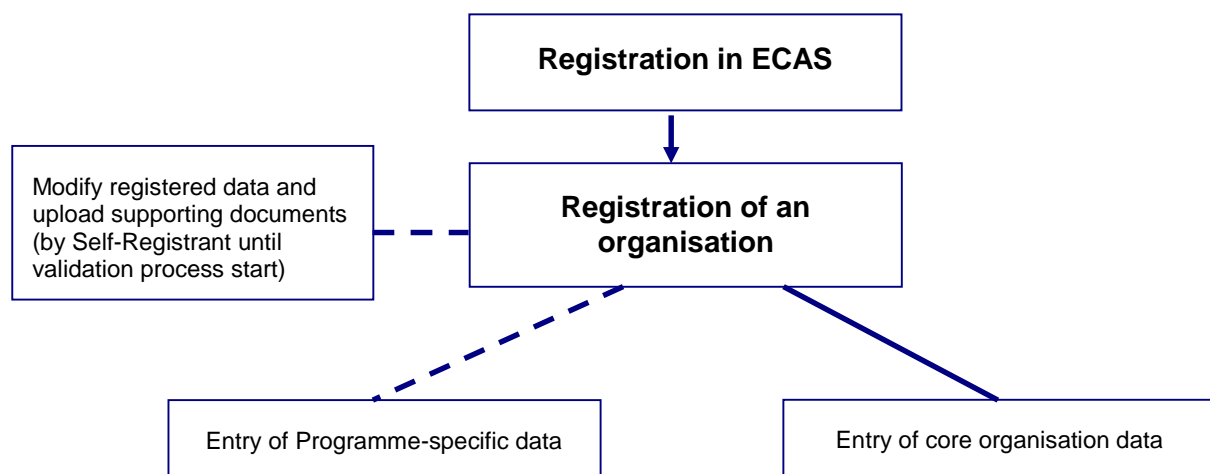 Registration in ECAS
Modify registered data and
upload supporting documents
(by Self-Registrant until
validation process start)
Registration of an
organisation
Entry of Programme-specific data
Entry of core organisation data